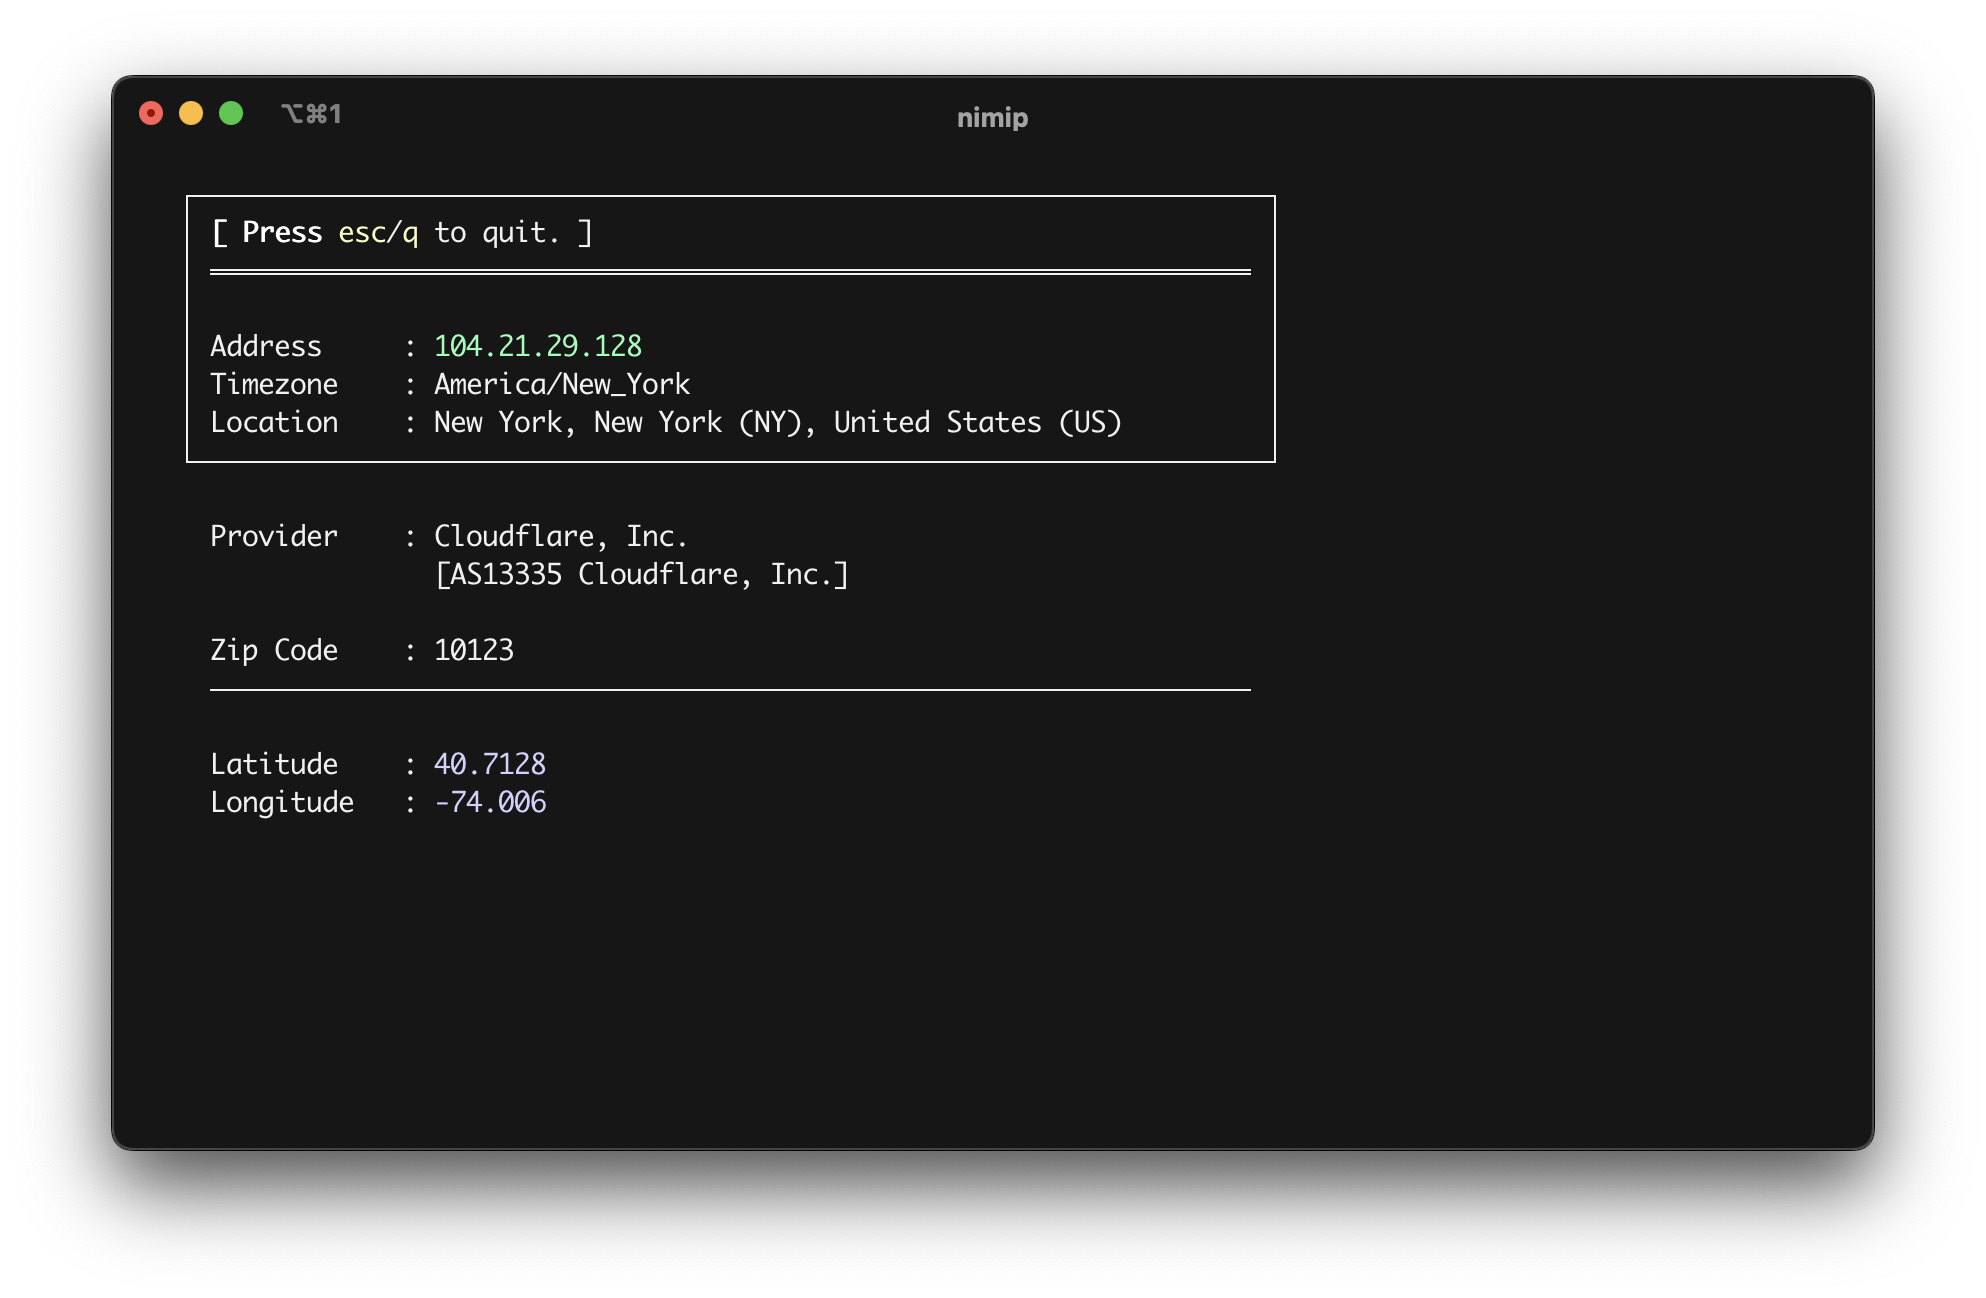 ⌥⌘1
nimip
[ Press esc/q to quit. ]
Address : 104.21.29.128
Timezone : America/New_York
Location : New York, New York (NY), United States (US)
Provider : Cloudflare, Inc.
[AS13335 Cloudflare, Inc.]
Zip Code : 10123
Latitude : 40.7128
Longitude : -74.006